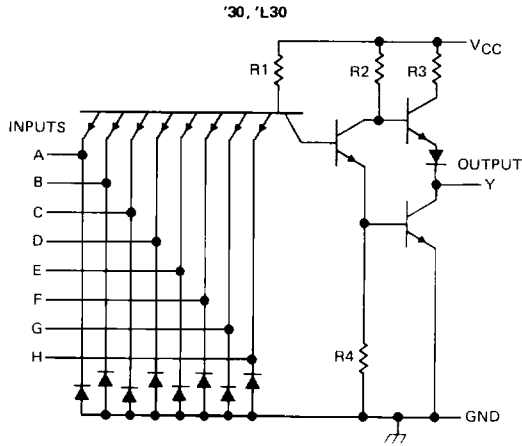 '30, 'L30
VCC
R1
R2
R3
INPUTS
A
OUTPUT
B
Y
C
D
E
F
G
H
R4
GND